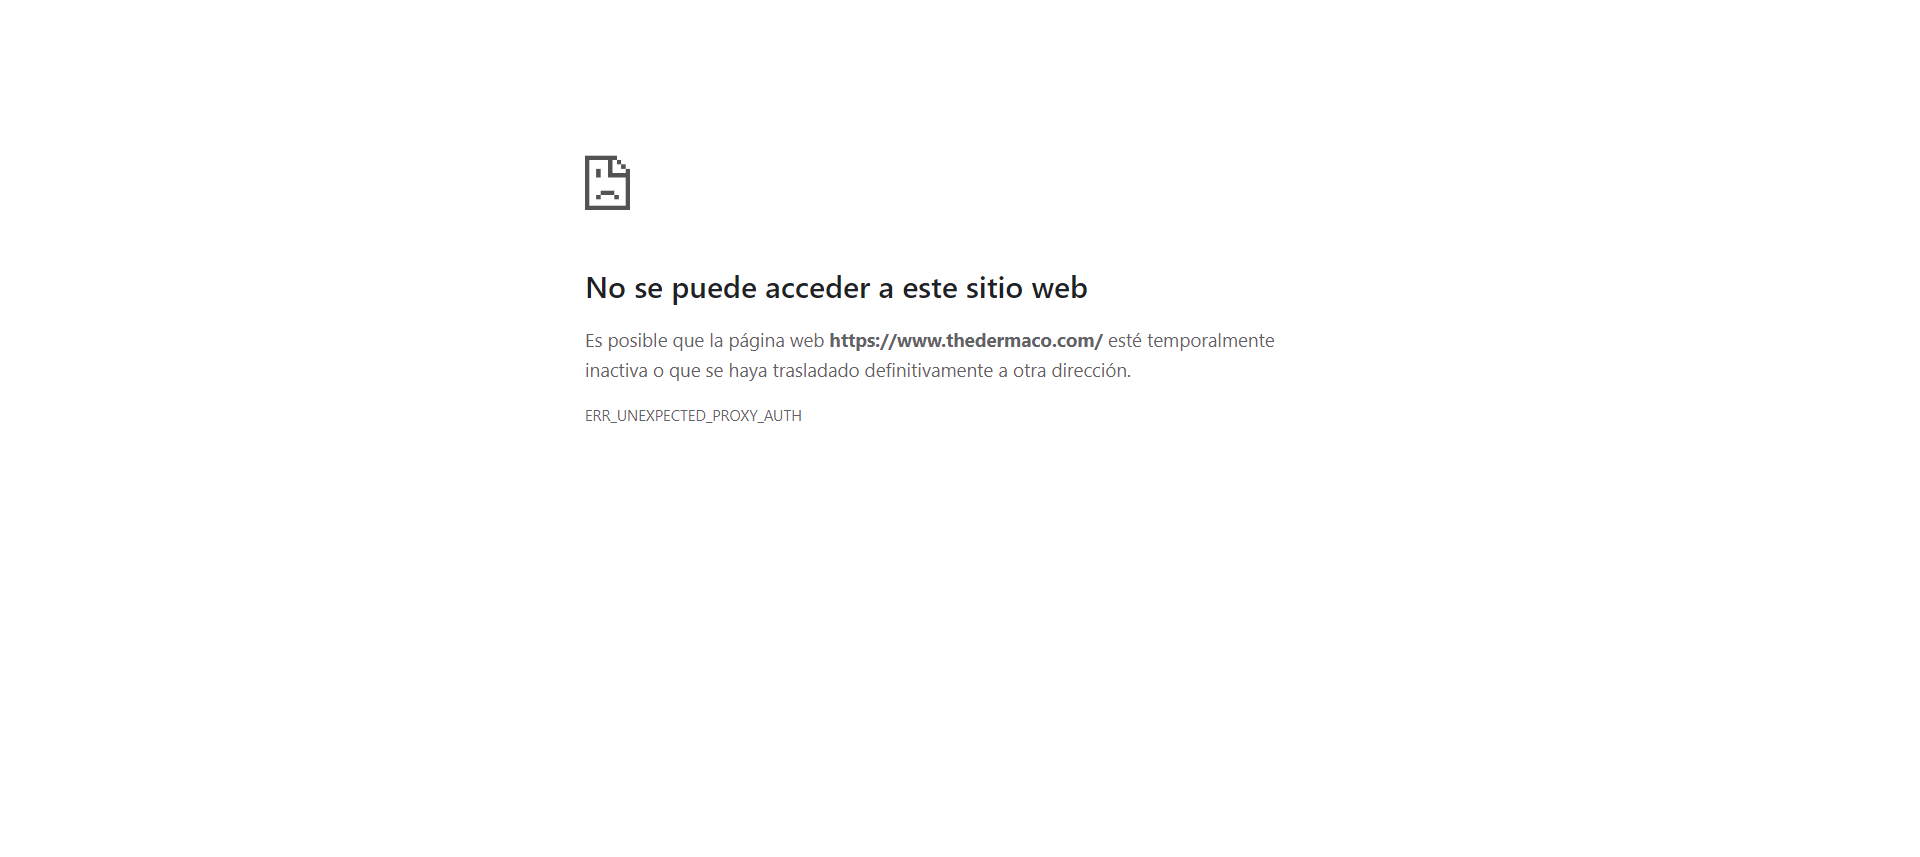 No se puede acceder a este sitio web
Es posible que la página web https://www.thedermaco.com/ esté temporalmente
inactiva o que se haya trasladado definitivamente a otra dirección.
ERR_UNEXPECTED_PROXY_AUTH